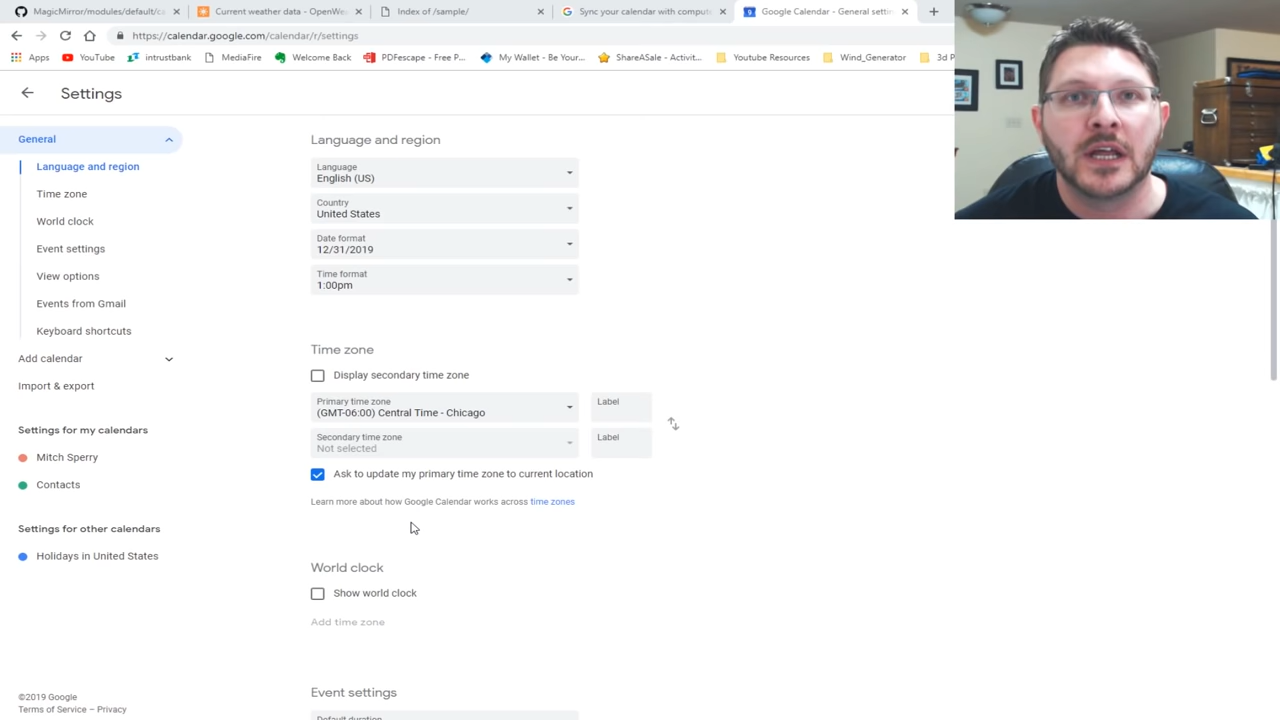 MagicMirror/modules/default/ca
Current weather data - OpenWea
Index of /sample/
Sync your calendar with comput
Google Calendar - General setti
https://calendar.google.com/calendar/r/settings
Apps
YouTube
intrustbank
MediaFire
Welcome Back
PDFescape - Free P...
My Wallet - Be Your...
ShareASale - Activit...
Youtube Resources
Wind_Generator
3d P
Settings
General
Language and region
Time zone
World clock
Event settings
View options
Events from Gmail
Keyboard shortcuts
Add calendar
Import & export
Settings for my calendars
Mitch Sperry
Contacts
Settings for other calendars
Holidays in United States
©2019 Google
Terms of Service – Privacy
Language and region
Language
English (US)
Country
United States
Date format
12/31/2019
Time format
1:00pm
Time zone
Display secondary time zone
Primary time zone
(GMT-06:00) Central Time - Chicago
Label
Secondary time zone
Not selected
Label
Ask to update my primary time zone to current location
Learn more about how Google Calendar works across time zones
World clock
Show world clock
Add time zone
Event settings
Default duration